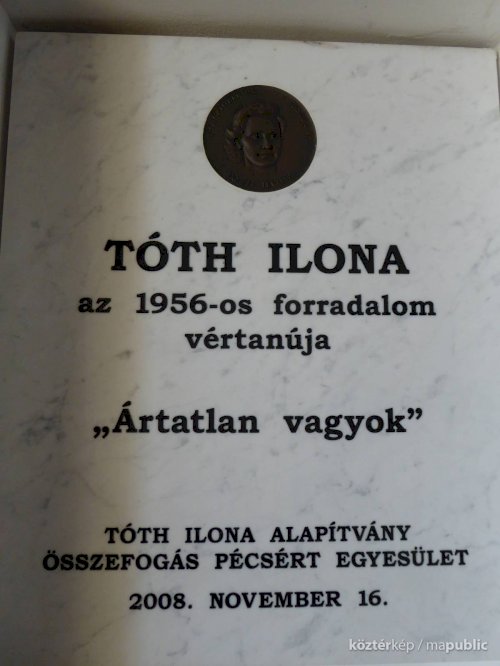 TÓTH ILONA
az 1956-os forradalom
vértanúja
„Ártatlan vagyok”
TÓTH ILONA ALAPÍTVÁNY
ÖSSZEFOGÁS PÉCSÉRT EGYESÜLET
2008. NOVEMBER 16.
köztérkép / mapublic